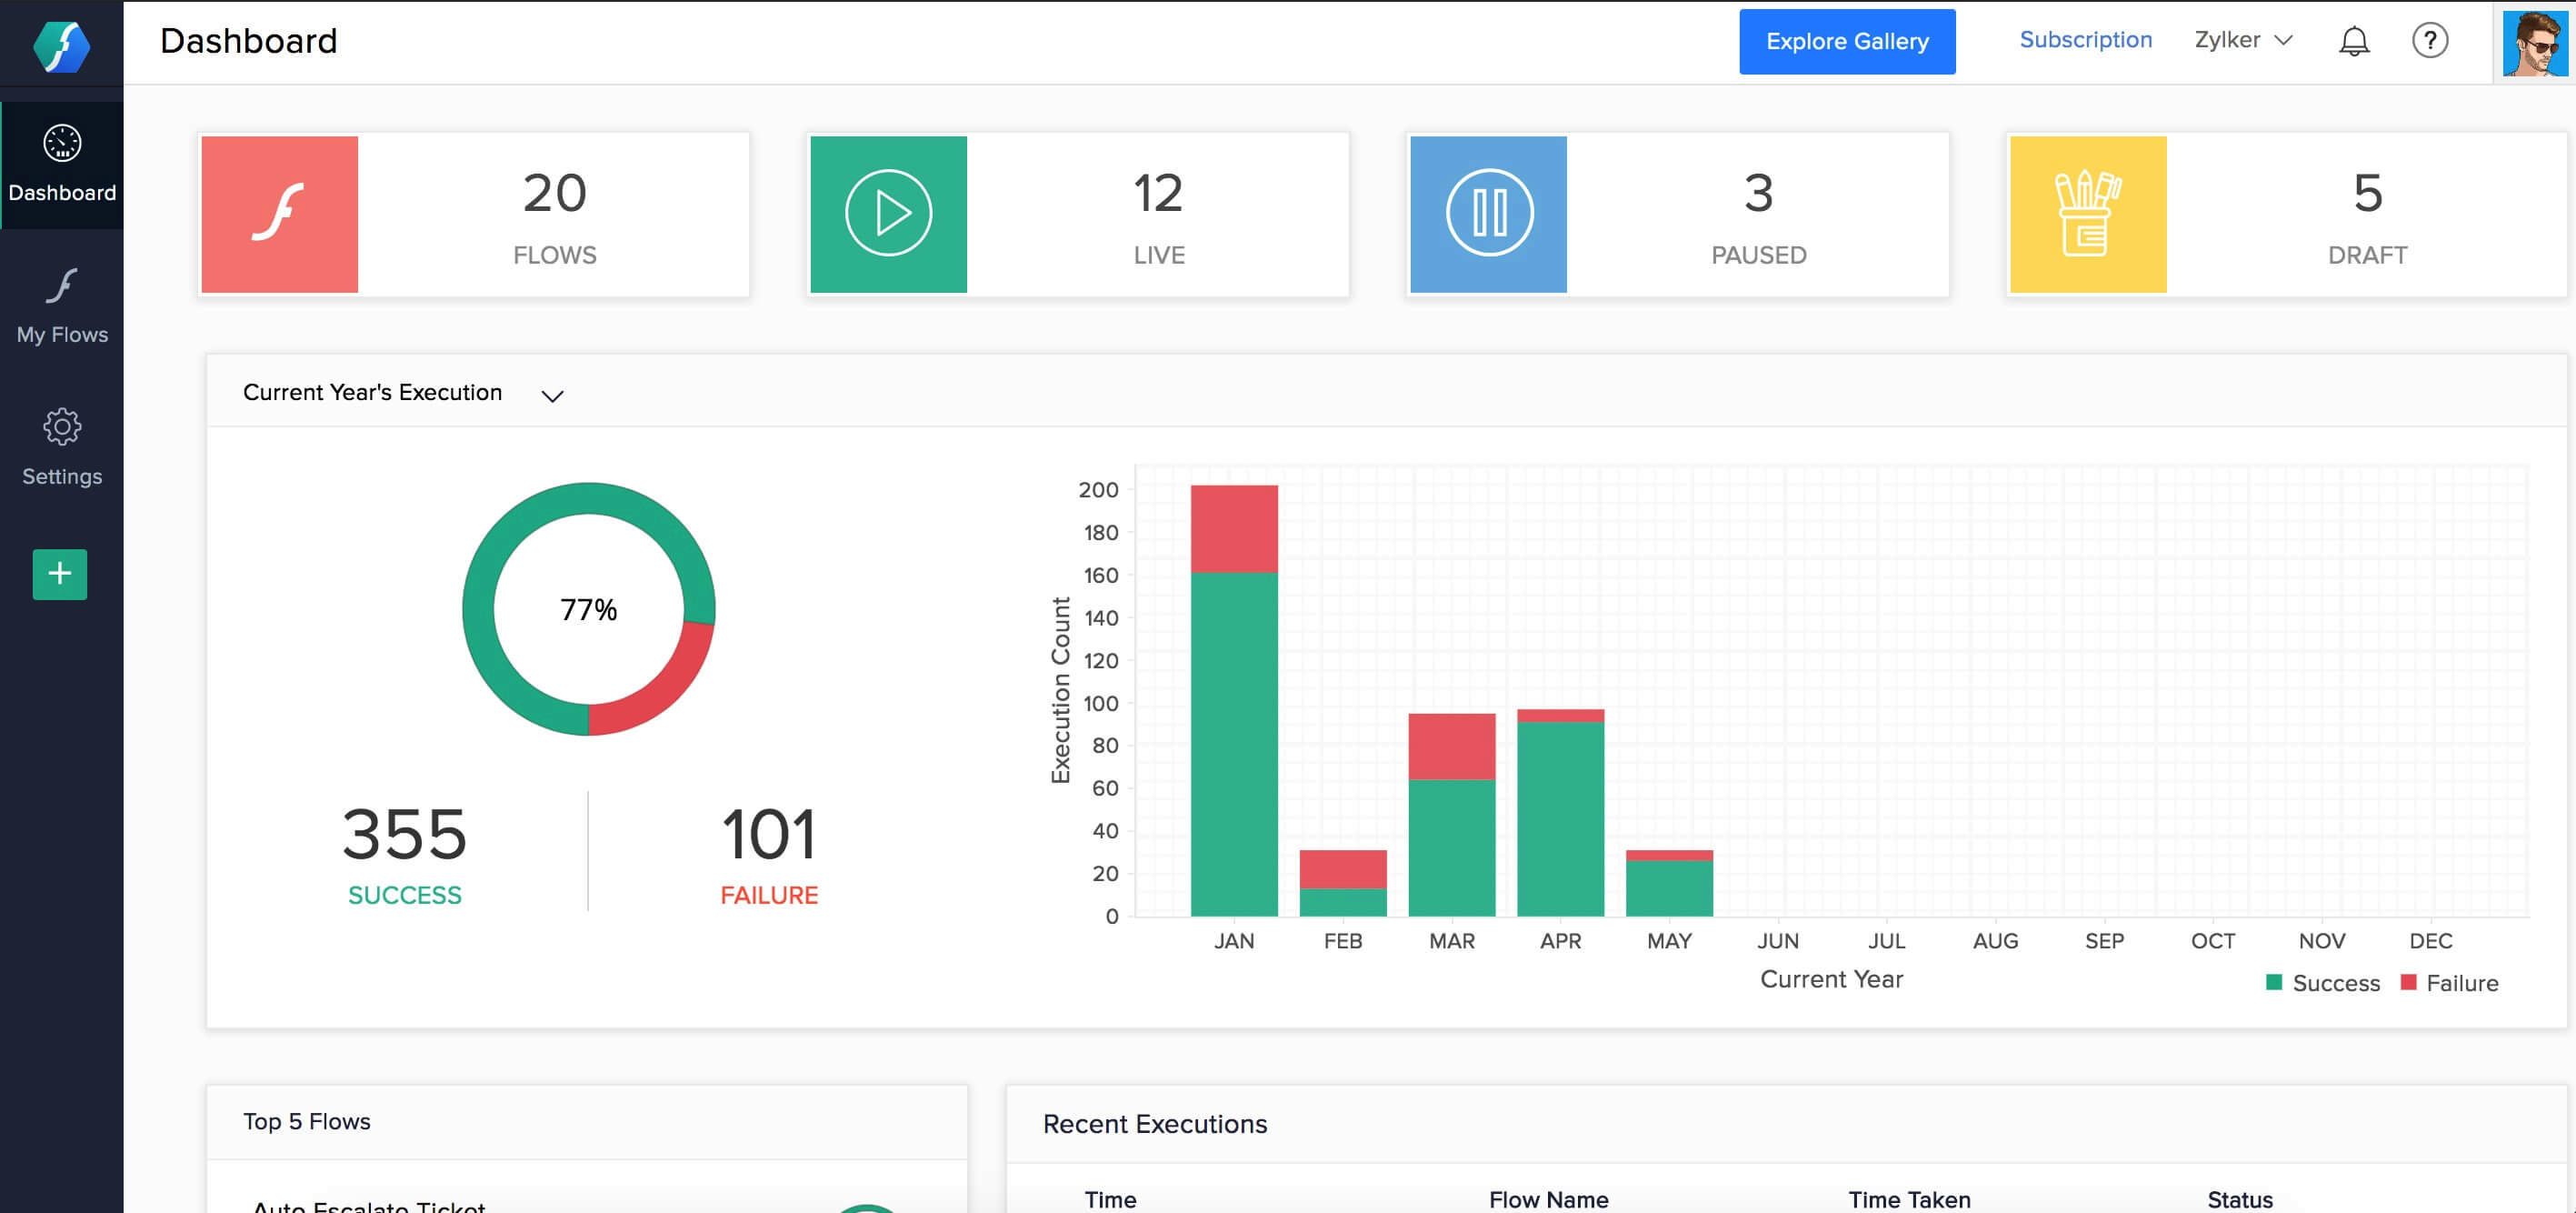 Dashboard
Explore Gallery
Subscription
Zylker
?
Dashboard
My Flows
Settings
+
20
FLOWS
12
LIVE
3
PAUSED
5
DRAFT
Current Year's Execution
77%
355
SUCCESS
101
FAILURE
Execution Count
200
180
160
140
120
100
80
60
40
20
0
JAN FEB MAR APR MAY JUN JUL AUG SEP OCT NOV DEC
Current Year
Success Failure
Top 5 Flows
Auto Escalate Ticket
Recent Executions
Time Flow Name Time Taken Status